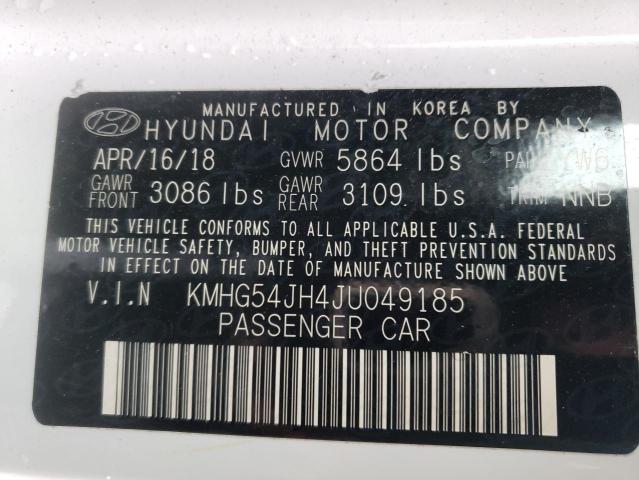 MANUFACTURED IN KOREA BY
HYUNDAI MOTOR COMPANY
APR/16/18 GVWR 5864 lbs
GAWR FRONT 3086 lbs GAWR REAR 3109 lbs TRIM NNB
THIS VEHICLE CONFORMS TO ALL APPLICABLE U.S.A. FEDERAL
MOTOR VEHICLE SAFETY, BUMPER, AND THEFT PREVENTION STANDARDS
IN EFFECT ON THE DATE OF MANUFACTURE SHOWN ABOVE
V.I.N KMHG54JH4JU049185
PASSENGER CAR